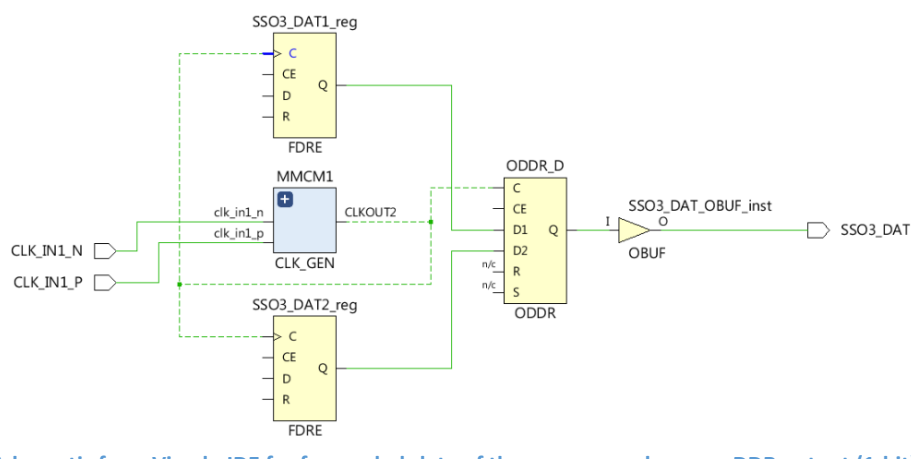 SSO3_DAT1_reg
C
CE
D
R
Q
FDRE
MMCM1
clk_in1_n
clk_in1_p
CLKOUT2
CLK_GEN
CLK_IN1_N
CLK_IN1_P
SSO3_DAT2_reg
C
CE
D
R
Q
FDRE
ODDR_D
C
CE
D1
D2
n/c
R
n/c
S
Q
ODDR
SSO3_DAT_OBUF_inst
I
O
OBUF
SSO3_DAT